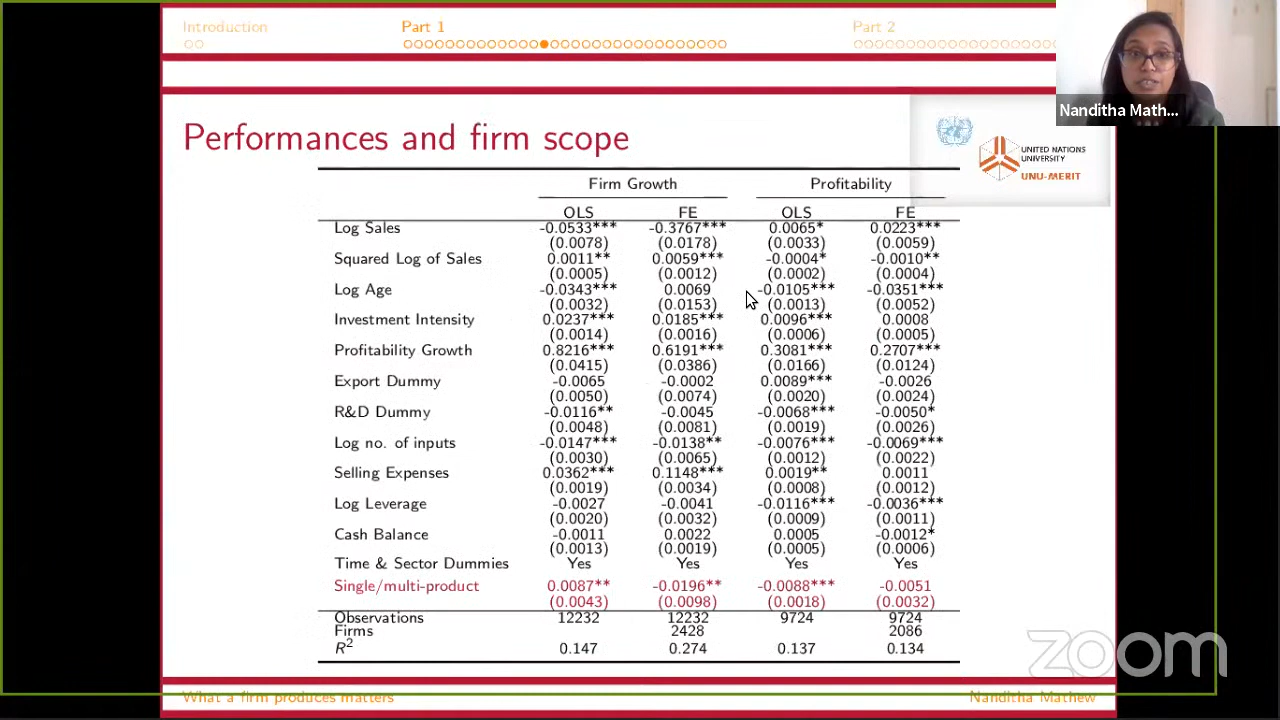 Introduction
Part 1
Part 2
Nanditha Math...
Performances and firm scope
UNITED NATIONS
UNIVERSITY
UNU-MERIT
Firm Growth Profitability
OLS FE OLS FE
Log Sales -0.0533*** -0.3767*** 0.0065* 0.0223***
(0.0078) (0.0178) (0.0033) (0.0059)
Squared Log of Sales 0.0011** 0.0059*** -0.0004* -0.0010**
(0.0005) (0.0012) (0.0002) (0.0004)
Log Age -0.0343*** 0.0069 -0.0105*** -0.0351***
(0.0032) (0.0153) (0.0013) (0.0052)
Investment Intensity 0.0237*** 0.0185*** 0.0096*** 0.0008
(0.0014) (0.0016) (0.0006) (0.0005)
Profitability Growth 0.8216*** 0.6191*** 0.3081*** 0.2707***
(0.0415) (0.0386) (0.0166) (0.0124)
Export Dummy -0.0065 -0.0002 0.0089*** -0.0026
(0.0050) (0.0074) (0.0020) (0.0024)
R&D Dummy -0.0116** -0.0045 -0.0068*** -0.0050*
(0.0048) (0.0081) (0.0019) (0.0026)
Log no. of inputs -0.0147*** -0.0138** -0.0076*** -0.0069***
(0.0030) (0.0065) (0.0012) (0.0022)
Selling Expenses 0.0362*** 0.1148*** 0.0019** 0.0011
(0.0019) (0.0034) (0.0008) (0.0012)
Log Leverage -0.0027 -0.0041 -0.0116*** -0.0036***
(0.0020) (0.0032) (0.0009) (0.0011)
Cash Balance -0.0011 0.0022 0.0005 -0.0012*
(0.0013) (0.0019) (0.0005) (0.0006)
Time & Sector Dummies Yes Yes Yes Yes
Single/multi-product 0.0087** -0.0196** -0.0088*** -0.0051
(0.0043) (0.0098) (0.0018) (0.0032)
Observations 12232 12232 9724 9724
Firms 2428 2086
R² 0.147 0.274 0.137 0.134
zoom
What a firm produces matters
Nanditha Mathew